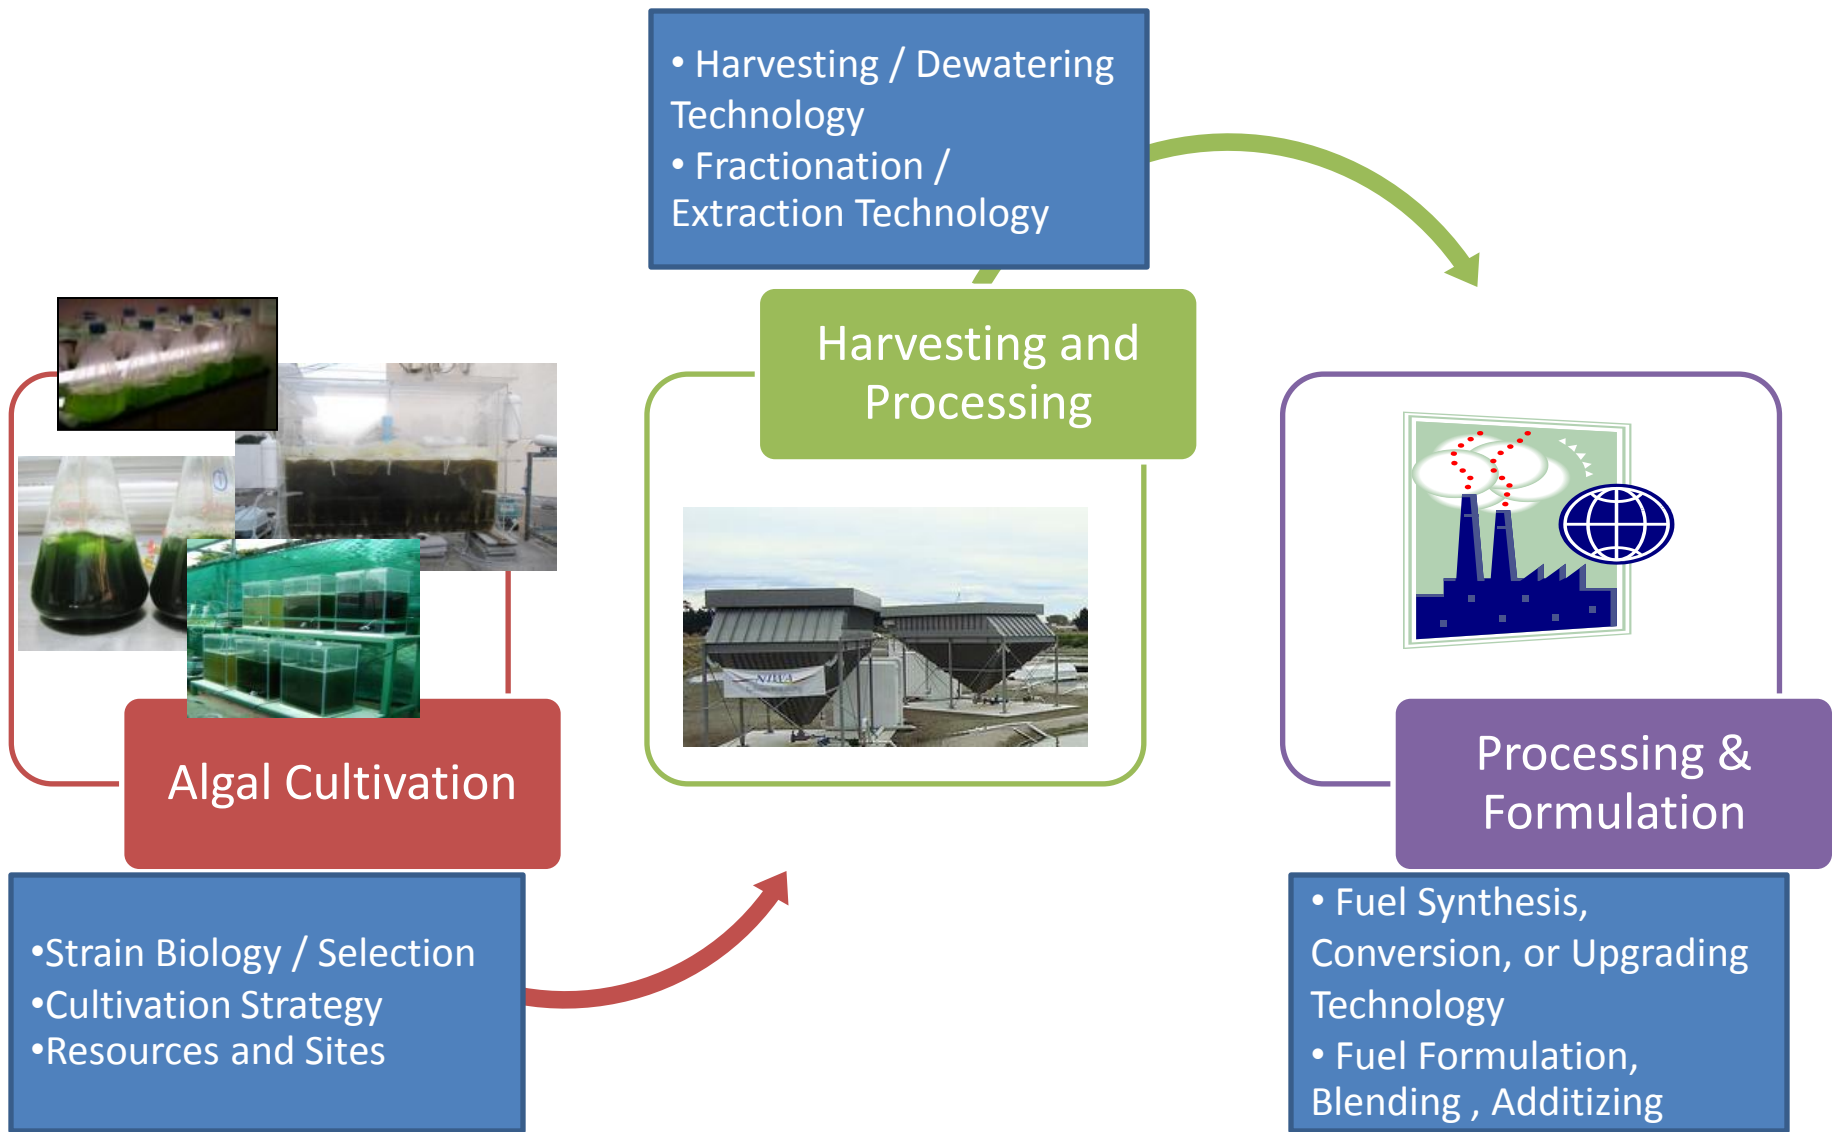 • Harvesting / Dewatering
Technology
• Fractionation /
Extraction Technology
Harvesting and
Processing
NIWA
Algal Cultivation
•Strain Biology / Selection
•Cultivation Strategy
•Resources and Sites
Processing &
Formulation
• Fuel Synthesis,
Conversion, or Upgrading
Technology
• Fuel Formulation,
Blending , Additizing